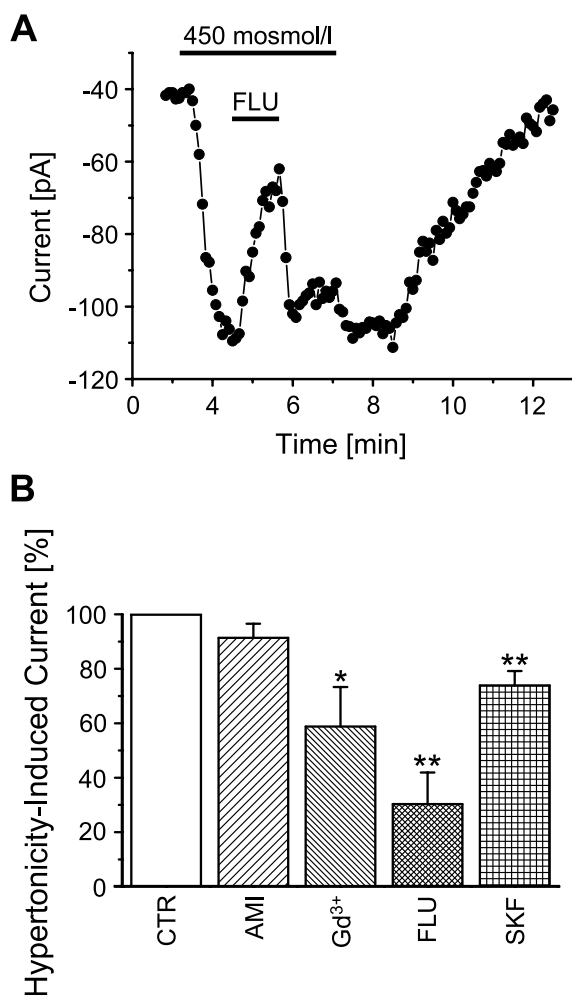 A
450 mosmol/l
FLU
-40
-60
-80
-100
-120
Current [pA]
0
4
6
8
10
12
Time [min]
B
Hypertonicity-Induced Current [%]
100
80
60
40
20
0
*
**
**
CTR
AMI
Gd³⁺
FLU
SKF